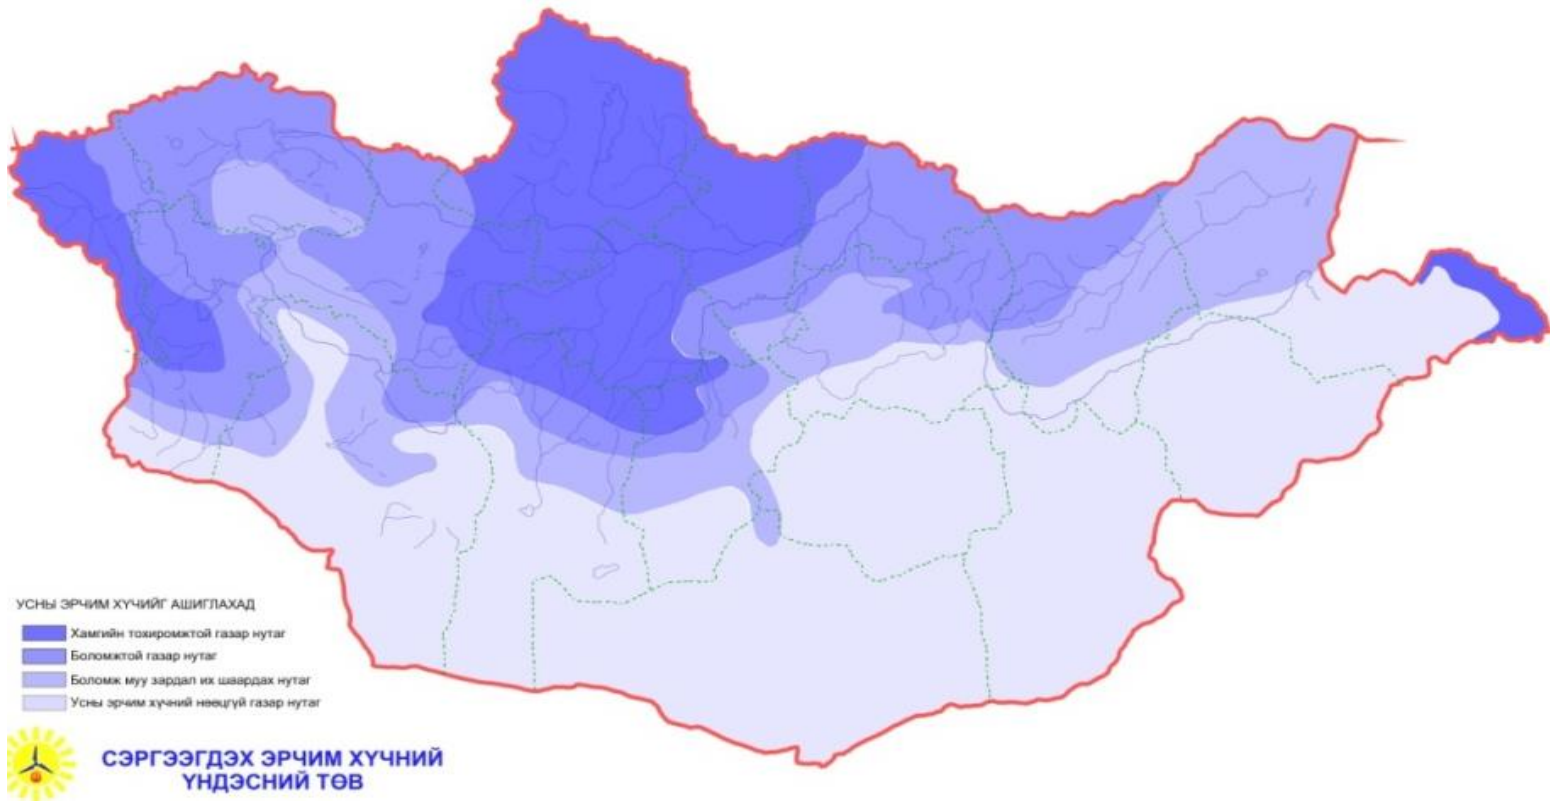 УСНЫ ЭРЧИМ ХҮЧИЙГ АШИГЛАХАД
Хамгийн тохиромжтой газар нутаг
Боломжтой газар нутаг
Боломж муу зардал их шаардах нутаг
Усны эрчим хүчний нөөцгүй газар нутаг
СЭРГЭЭГДЭХ ЭРЧИМ ХҮЧНИЙ
ҮНДЭСНИЙ ТӨВ